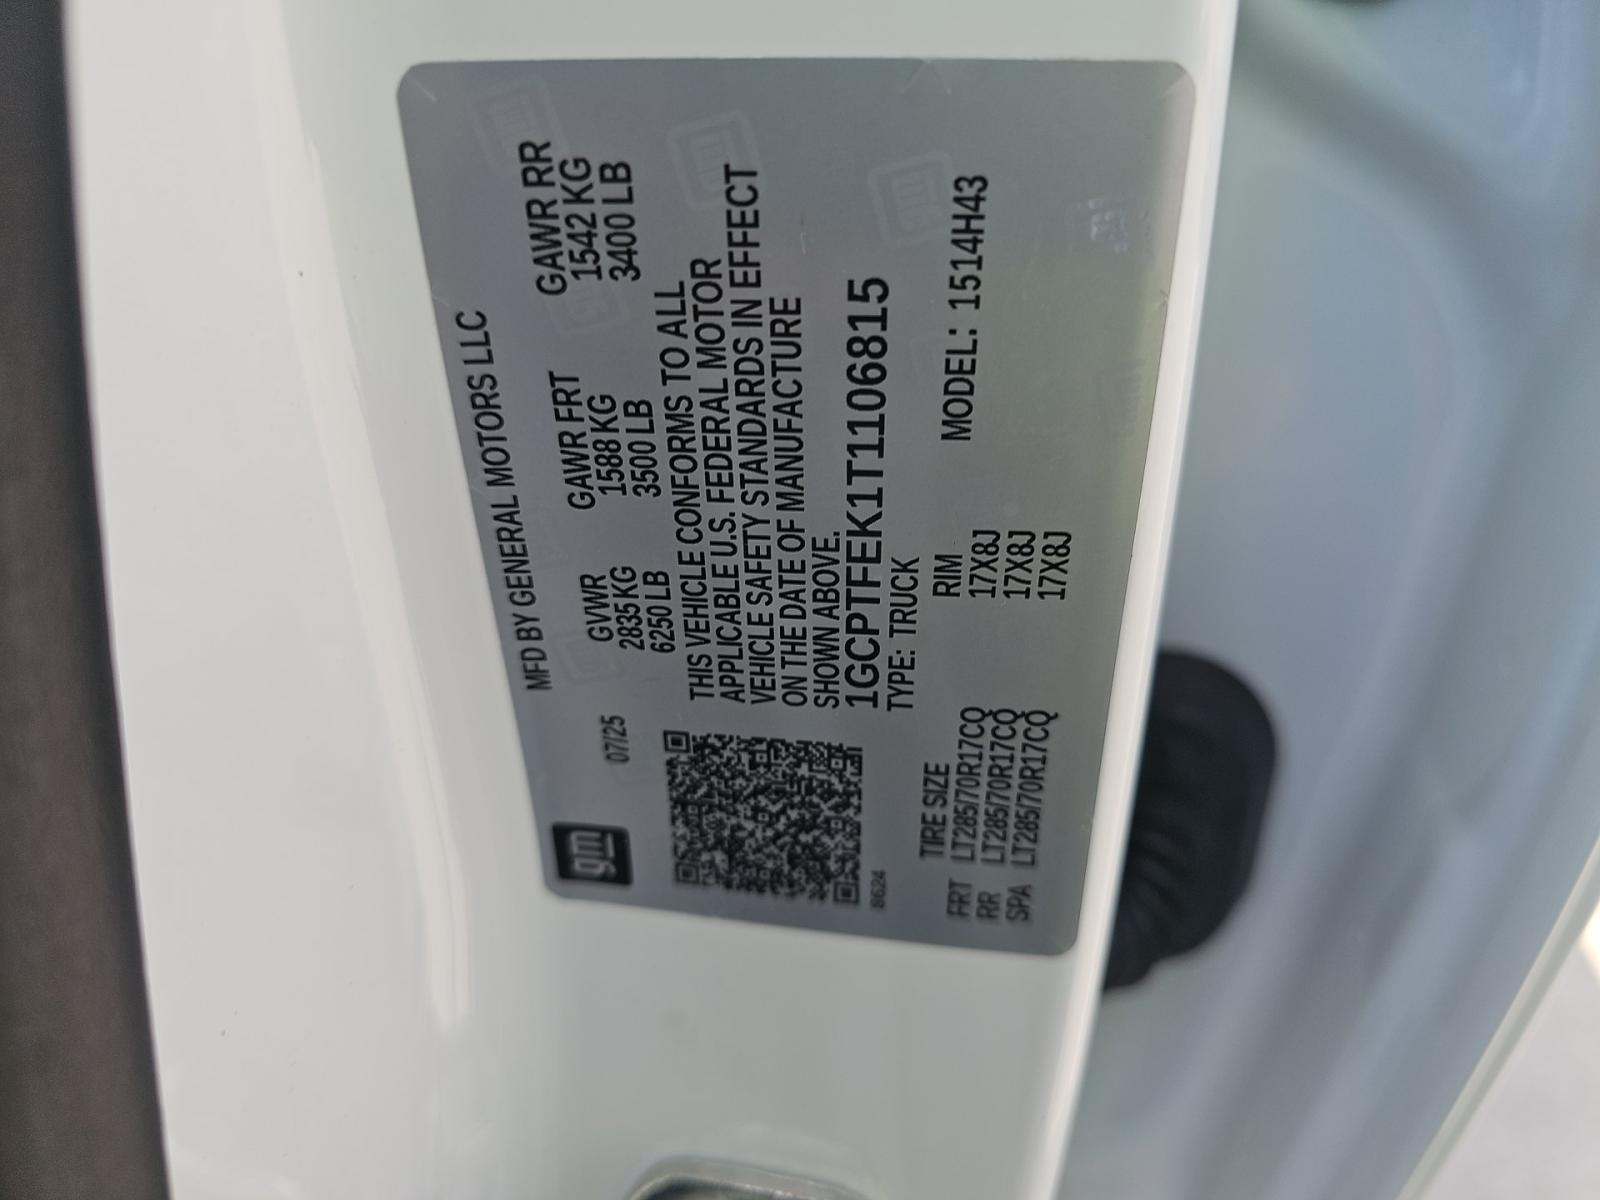 gm
07/25
MFD BY GENERAL MOTORS LLC
GVWR GAWR FRT GAWR RR
2835 KG 1588 KG 1542 KG
6250 LB 3500 LB 3400 LB
THIS VEHICLE CONFORMS TO ALL
APPLICABLE U.S. FEDERAL MOTOR
VEHICLE SAFETY STANDARDS IN EFFECT
ON THE DATE OF MANUFACTURE
SHOWN ABOVE.
1GCPTFEK1T1106815
TYPE: TRUCK MODEL: 1514H43
8624
TIRE SIZE RIM
FRT LT285/70R17CQ 17X8J
RR LT285/70R17CQ 17X8J
SPA LT285/70R17CQ 17X8J